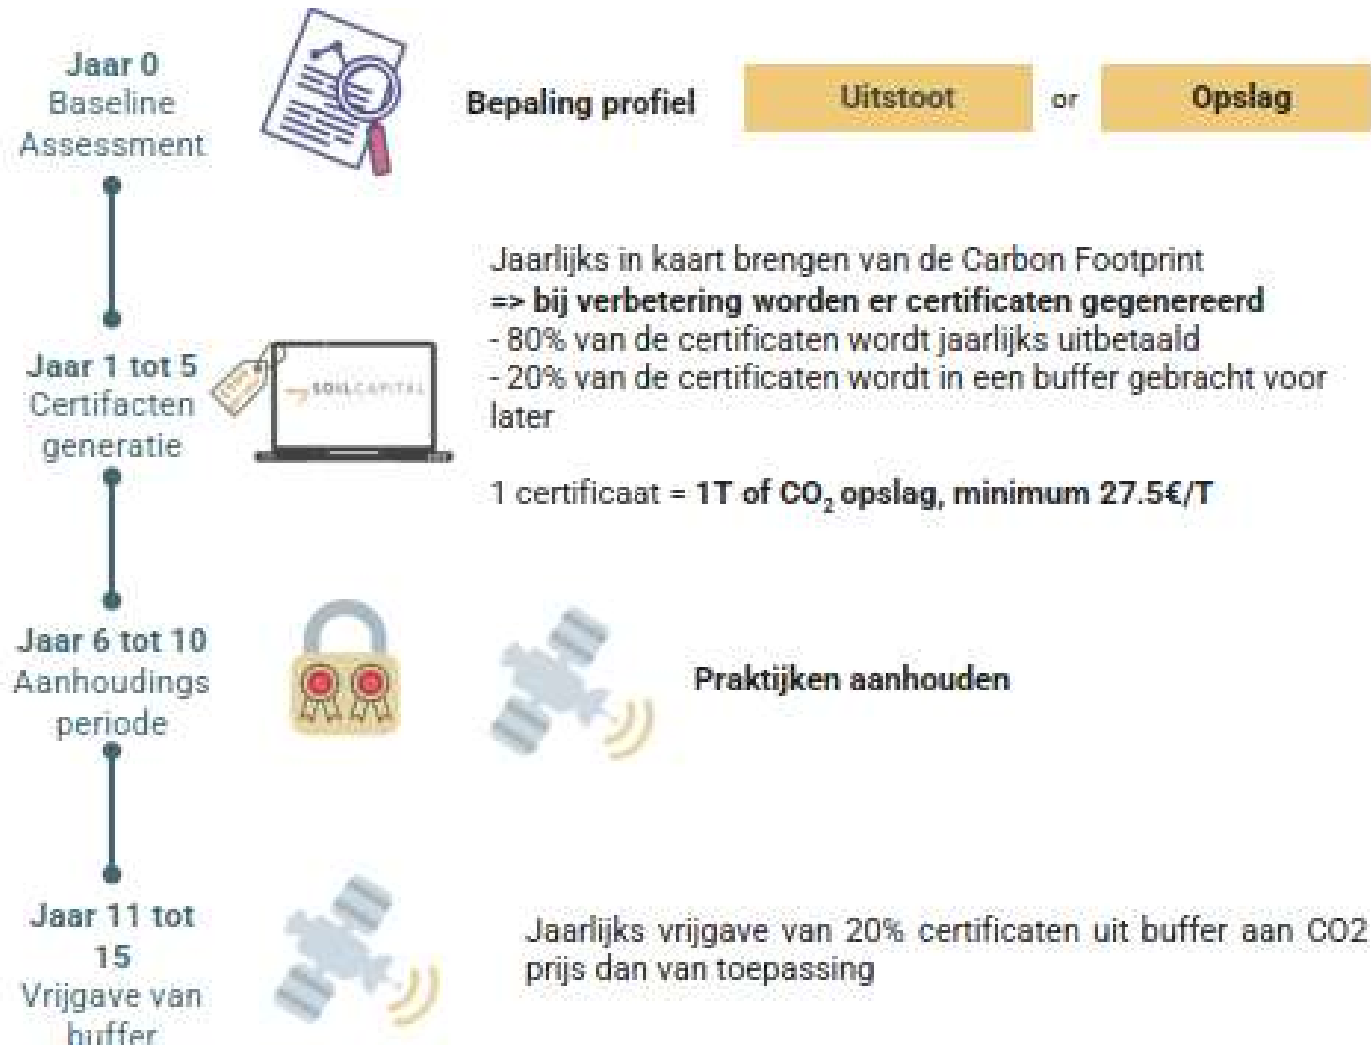 Jaar 0
Baseline
Assessment
Bepaling profiel
Uitstoot
or
Opslag
Jaarlijks in kaart brengen van de Carbon Footprint
=> bij verbetering worden er certificaten gegenereerd
- 80% van de certificaten wordt jaarlijks uitbetaald
- 20% van de certificaten wordt in een buffer gebracht voor
later
1 certificaat = 1T of CO₂ opslag, minimum 27.5€/T
Jaar 1 tot 5
Certifacten
generatie
SOILCAPITAL
Jaar 6 tot 10
Aanhoudings
periode
Praktijken aanhouden
Jaar 11 tot
15
Vrijgave van
buffer
Jaarlijks vrijgave van 20% certificaten uit buffer aan CO2
prijs dan van toepassing